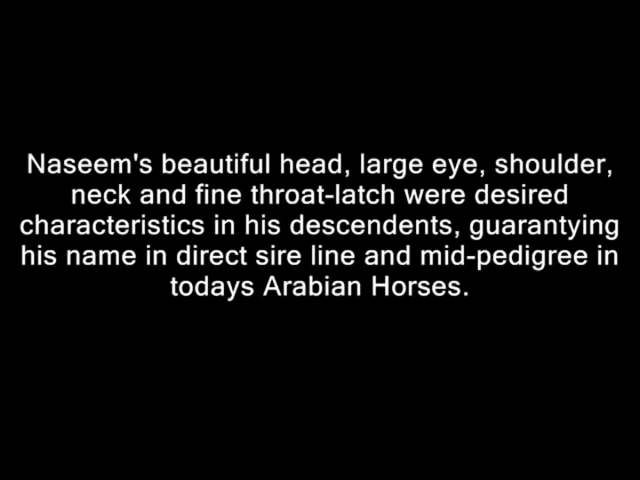 Naseem's beautiful head, large eye, shoulder,
neck and fine throat-latch were desired
characteristics in his descendents, guarantying
his name in direct sire line and mid-pedigree in
todays Arabian Horses.